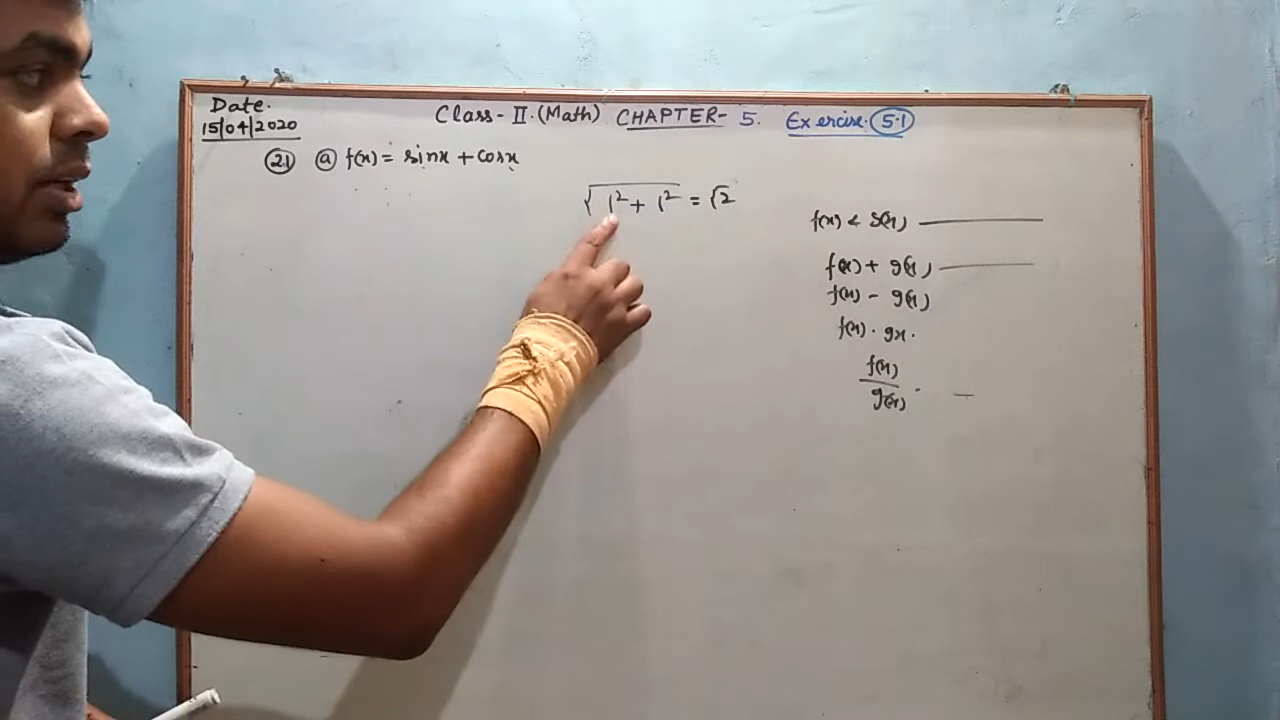 Date.
15/04/2020
Class - II. (Math) CHAPTER - 5. Exercise. 5.1
21 a f(x) = sinx + cosx
√1² + 1² = √2
f(x) + g(x)
f(x) - g(x)
f(x) . gx.
f(x)
g(x)